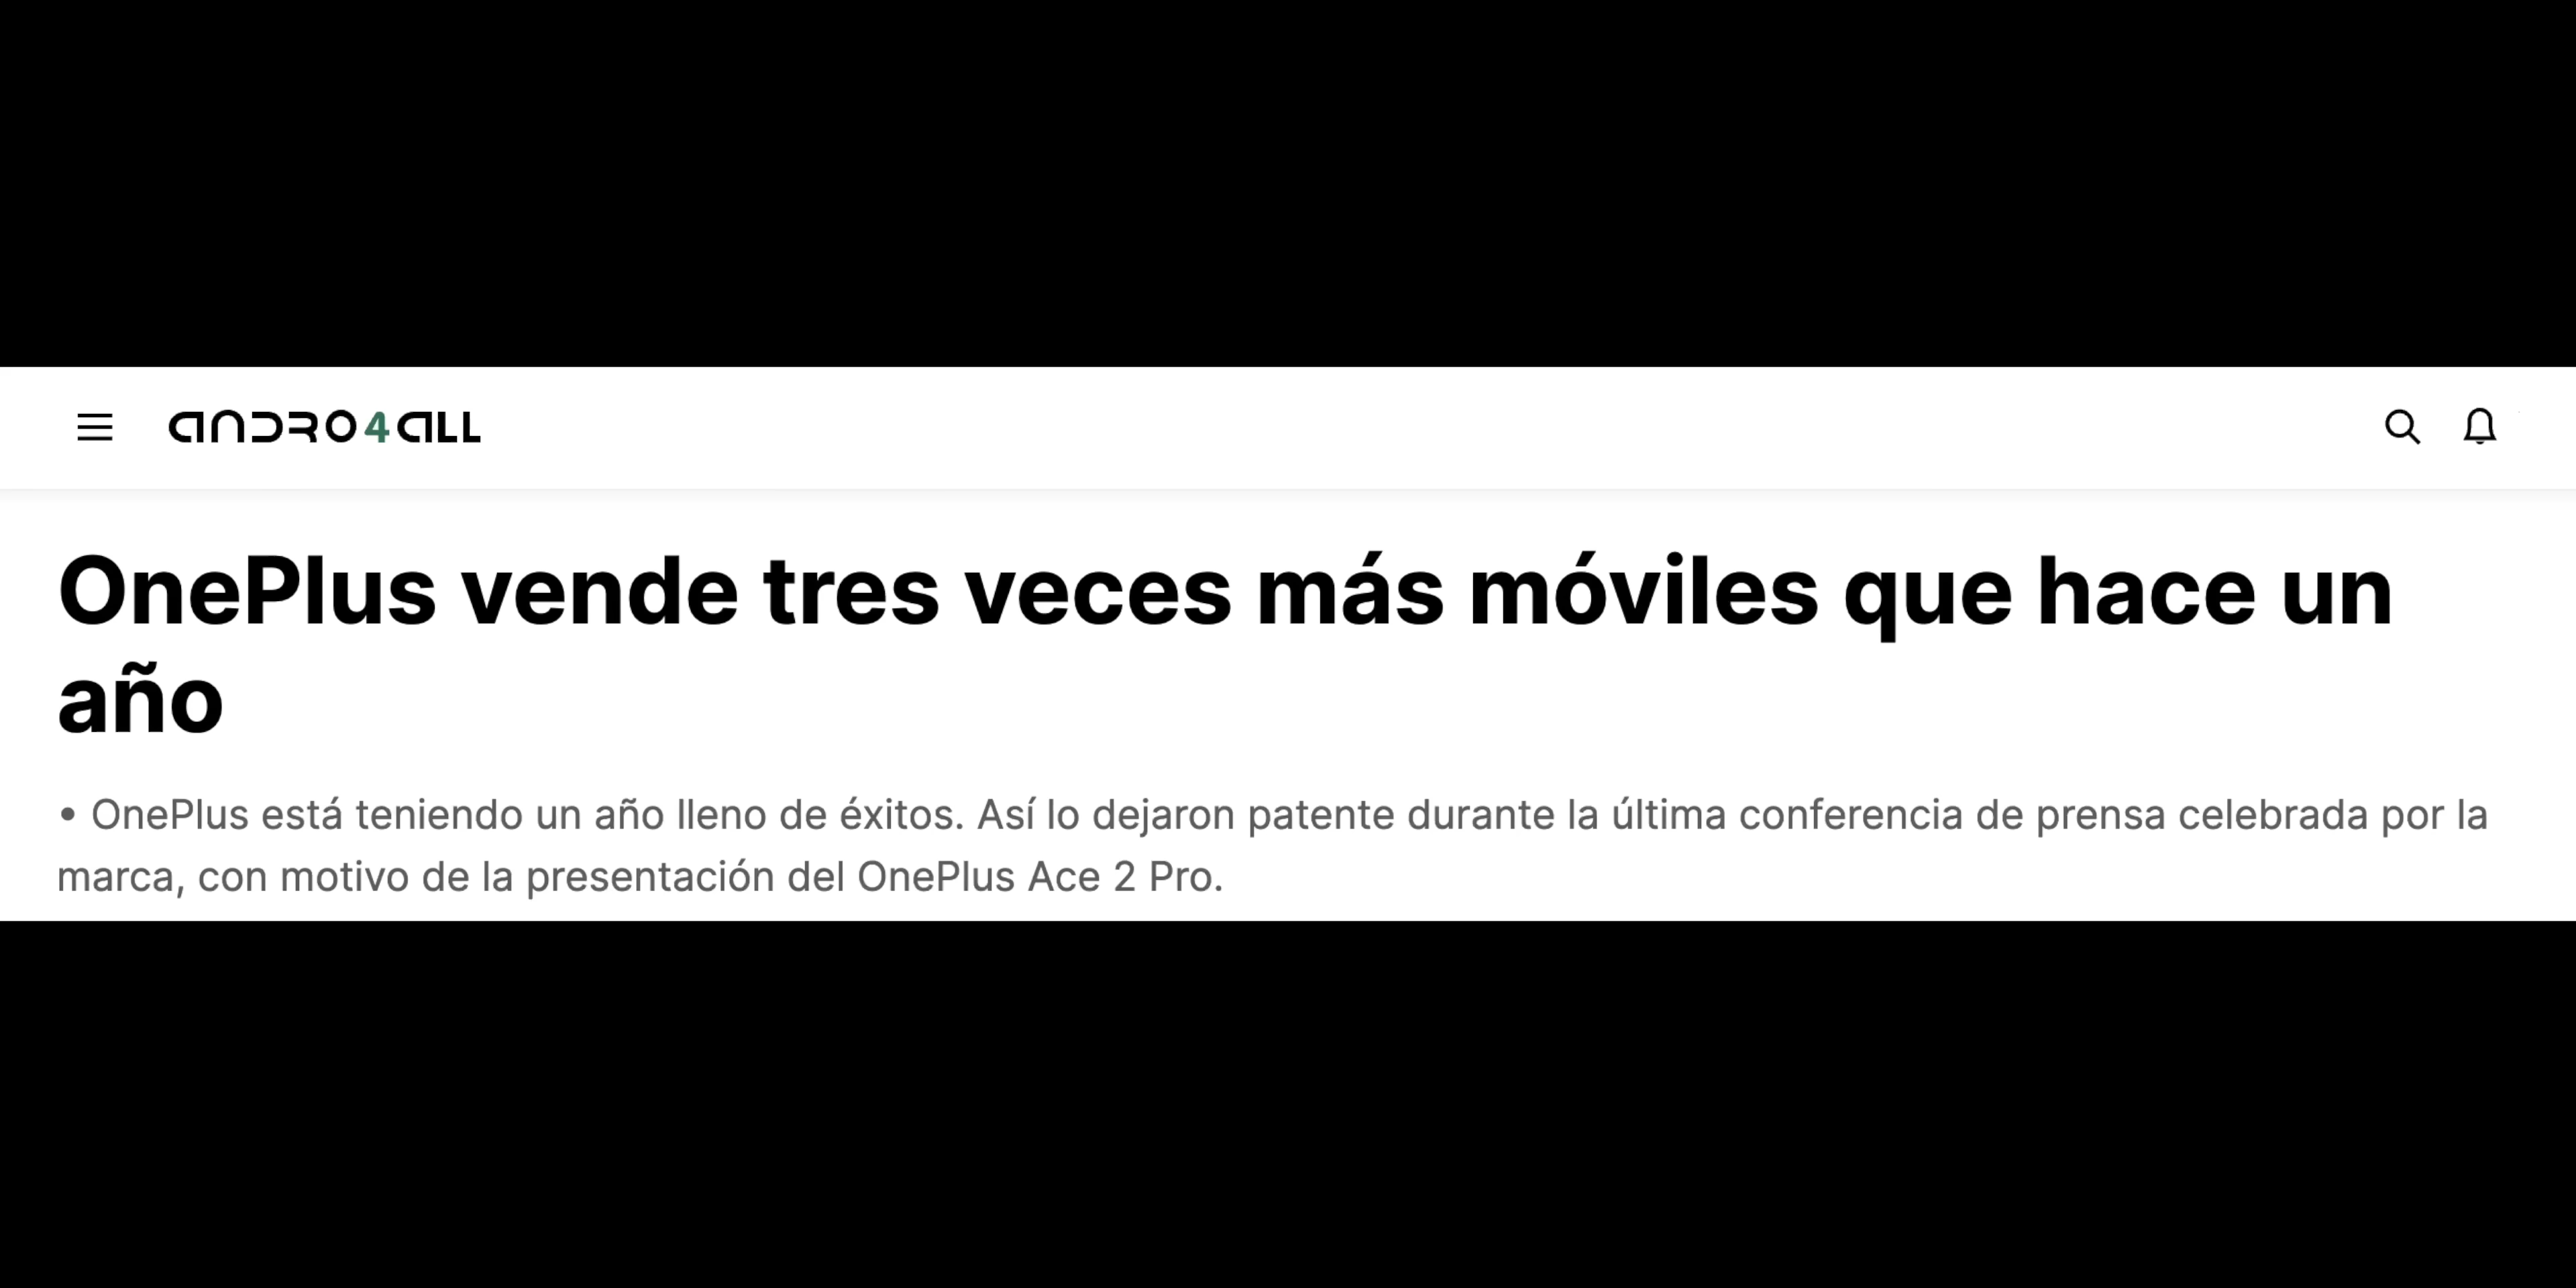 ANDRO4ALL
OnePlus vende tres veces más móviles que hace un
año
• OnePlus está teniendo un año lleno de éxitos. Así lo dejaron patente durante la última conferencia de prensa celebrada por la
marca, con motivo de la presentación del OnePlus Ace 2 Pro.